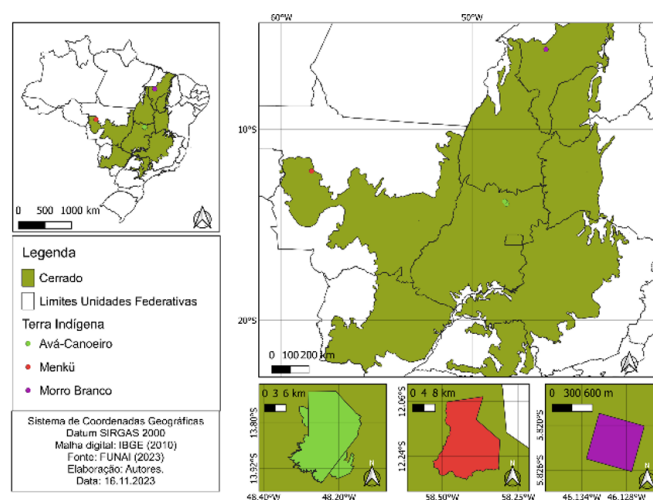 60°W
50°W
10°S
20°S
0 500 1000 km
Legenda
Cerrado
Limites Unidades Federativas
Terra Indígena
Avá-Canoeiro
Menkü
Morro Branco
Sistema de Coordenadas Geográficas
Datum SIRGAS 2000
Malha digital: IBGE (2010)
Fonte: FUNAI (2023)
Elaboração: Autores.
Data: 16.11.2023
0 100 200 km
0 3 6 km
13.80°S
13.92°S
48.40°W
48.20°W
0 4 8 km
12.06°S
12.24°S
58.50°W
58.25°W
0 300 600 m
5.820°S
5.826°S
46.134°W
46.128°W